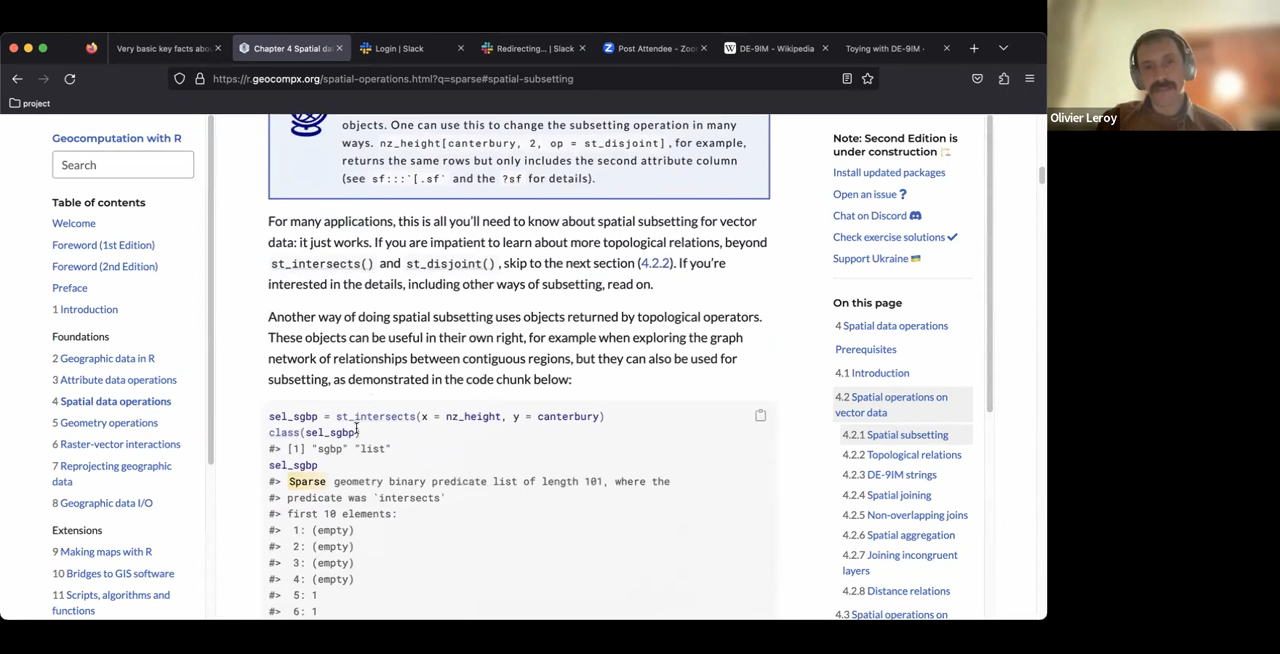 Very basic key facts abou
Chapter 4 Spatial da
Login | Slack
Redirecting... | Slack
Post Attendee - Zoo
DE-9IM - Wikipedia
Toying with DE-9IM -
https://r.geocompx.org/spatial-operations.html?q=sparse#spatial-subsetting
project
Olivier Leroy
Geocomputation with R
Search
Table of contents
Welcome
Foreword (1st Edition)
Foreword (2nd Edition)
Preface
1 Introduction
Foundations
2 Geographic data in R
3 Attribute data operations
4 Spatial data operations
5 Geometry operations
6 Raster-vector interactions
7 Reprojecting geographic
data
8 Geographic data I/O
Extensions
9 Making maps with R
10 Bridges to GIS software
11 Scripts, algorithms and
functions
objects. One can use this to change the subsetting operation in many
ways. nz_height[canterbury, 2, op = st_disjoint], for example,
returns the same rows but only includes the second attribute column
(see sf:::`[.sf` and the ?sf for details).
For many applications, this is all you'll need to know about spatial subsetting for vector
data: it just works. If you are impatient to learn about more topological relations, beyond
st_intersects() and st_disjoint(), skip to the next section (4.2.2). If you're
interested in the details, including other ways of subsetting, read on.
Another way of doing spatial subsetting uses objects returned by topological operators.
These objects can be useful in their own right, for example when exploring the graph
network of relationships between contiguous regions, but they can also be used for
subsetting, as demonstrated in the code chunk below:
sel_sgbp = st_intersects(x = nz_height, y = canterbury)
class(sel_sgbp)
#> [1] "sgbp" "list"
sel_sgbp
#> Sparse geometry binary predicate list of length 101, where the
#> predicate was `intersects'
#> first 10 elements:
#> 1: (empty)
#> 2: (empty)
#> 3: (empty)
#> 4: (empty)
#> 5: 1
#> 6: 1
Note: Second Edition is
under construction
Install updated packages
Open an issue ?
Chat on Discord
Check exercise solutions
Support Ukraine
On this page
4 Spatial data operations
Prerequisites
4.1 Introduction
4.2 Spatial operations on
vector data
4.2.1 Spatial subsetting
4.2.2 Topological relations
4.2.3 DE-9IM strings
4.2.4 Spatial joining
4.2.5 Non-overlapping joins
4.2.6 Spatial aggregation
4.2.7 Joining incongruent
layers
4.2.8 Distance relations
4.3 Spatial operations on